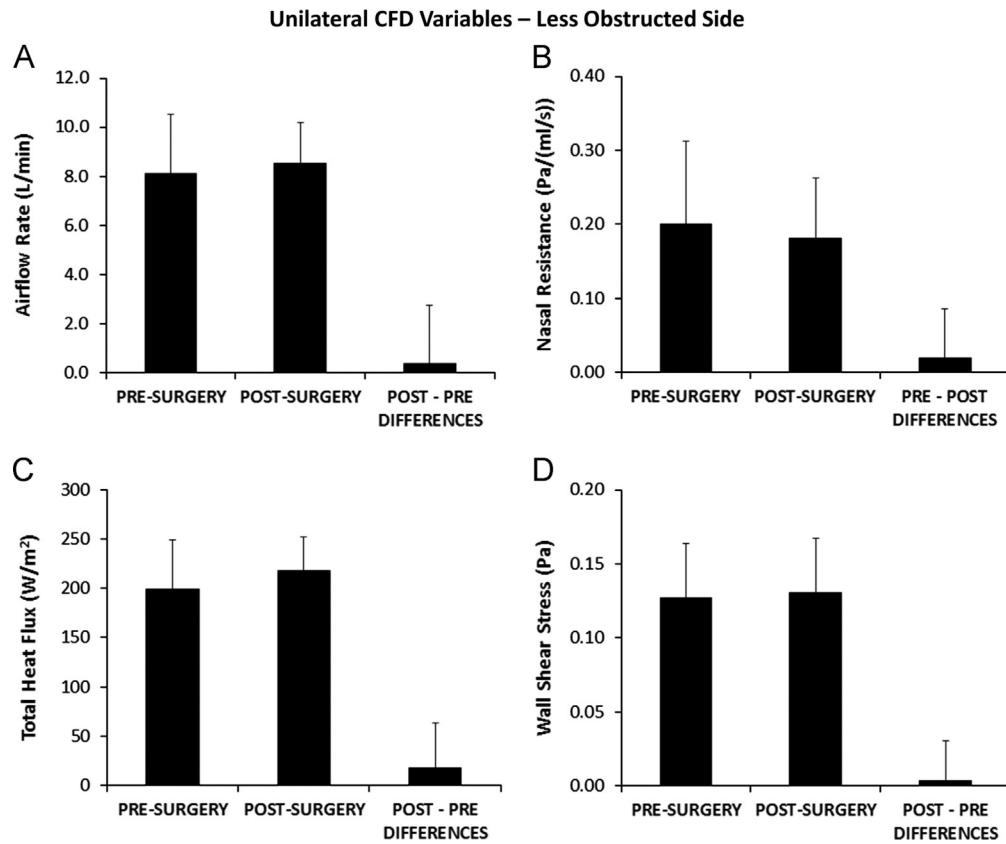 Unilateral CFD Variables – Less Obstructed Side
A
Airflow Rate (L/min)
12.0
10.0
8.0
6.0
4.0
2.0
0.0
PRE-SURGERY POST-SURGERY POST - PRE
DIFFERENCES
B
Nasal Resistance (Pa/(ml/s))
0.40
0.30
0.20
0.10
0.00
PRE-SURGERY POST-SURGERY PRE - POST
DIFFERENCES
C
Total Heat Flux (W/m²)
300
250
200
150
100
50
0
PRE-SURGERY POST-SURGERY POST - PRE
DIFFERENCES
D
Wall Shear Stress (Pa)
0.20
0.15
0.10
0.05
0.00
PRE-SURGERY POST-SURGERY POST - PRE
DIFFERENCES